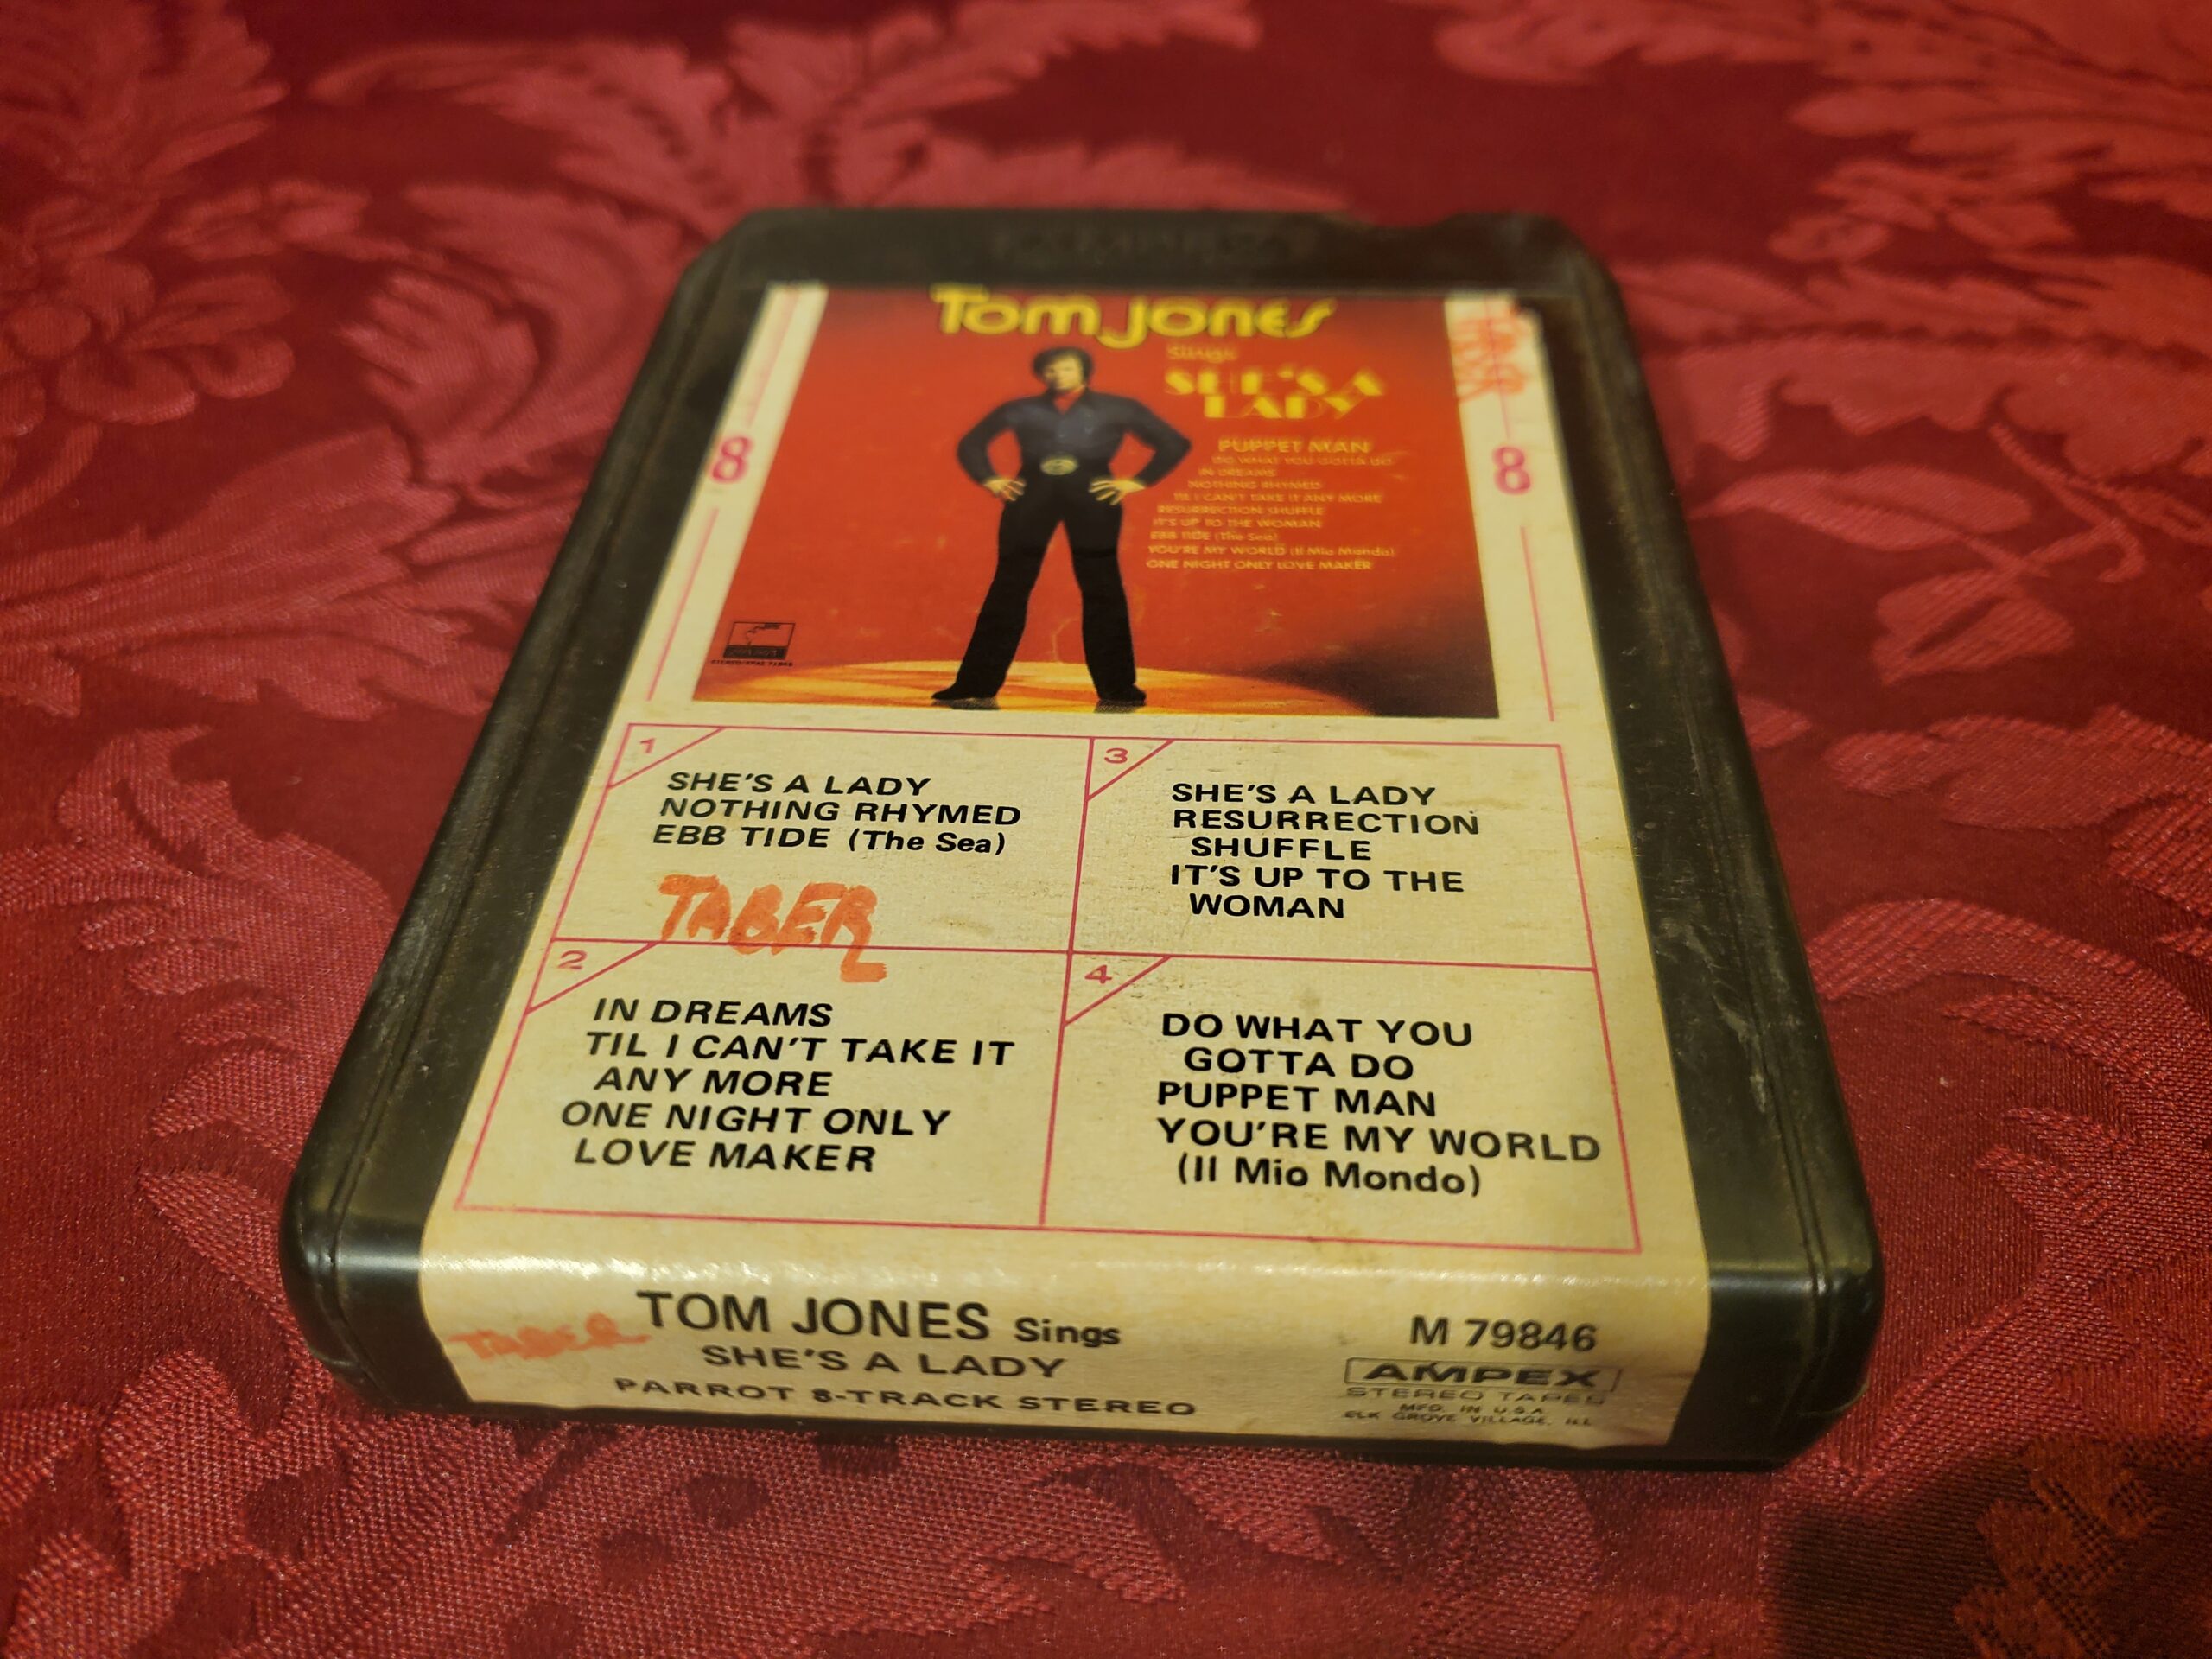 Tom Jones
Sings
SHE'S A
LADY
PUPPET MAN
DO WHAT YOU GOTTA DO
IN DREAMS
NOTHING RHYMED
TIL I CAN'T TAKE IT ANY MORE
RESURRECTION SHUFFLE
IT'S UP TO THE WOMAN
EBB TIDE (The Sea)
YOU'RE MY WORLD (Il Mio Mondo)
ONE NIGHT ONLY LOVE MAKER
8
8
1
SHE'S A LADY
NOTHING RHYMED
EBB TIDE (The Sea)
TABER
2
IN DREAMS
TIL I CAN'T TAKE IT
ANY MORE
ONE NIGHT ONLY
LOVE MAKER
3
SHE'S A LADY
RESURRECTION
SHUFFLE
IT'S UP TO THE
WOMAN
4
DO WHAT YOU
GOTTA DO
PUPPET MAN
YOU'RE MY WORLD
(Il Mio Mondo)
TABER
TOM JONES Sings
SHE'S A LADY
PARROT 8-TRACK STEREO
M 79846
AMPEX
STEREO TAPES
MFG. IN U.S.A.
ELK GROVE VILLAGE, ILL